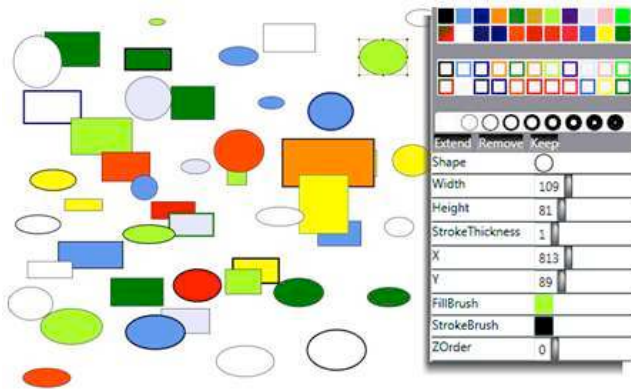 Extend Remove Keep
Shape
Width 109
Height 81
StrokeThickness 1
X 813
Y 89
FillBrush
StrokeBrush
ZOrder 0